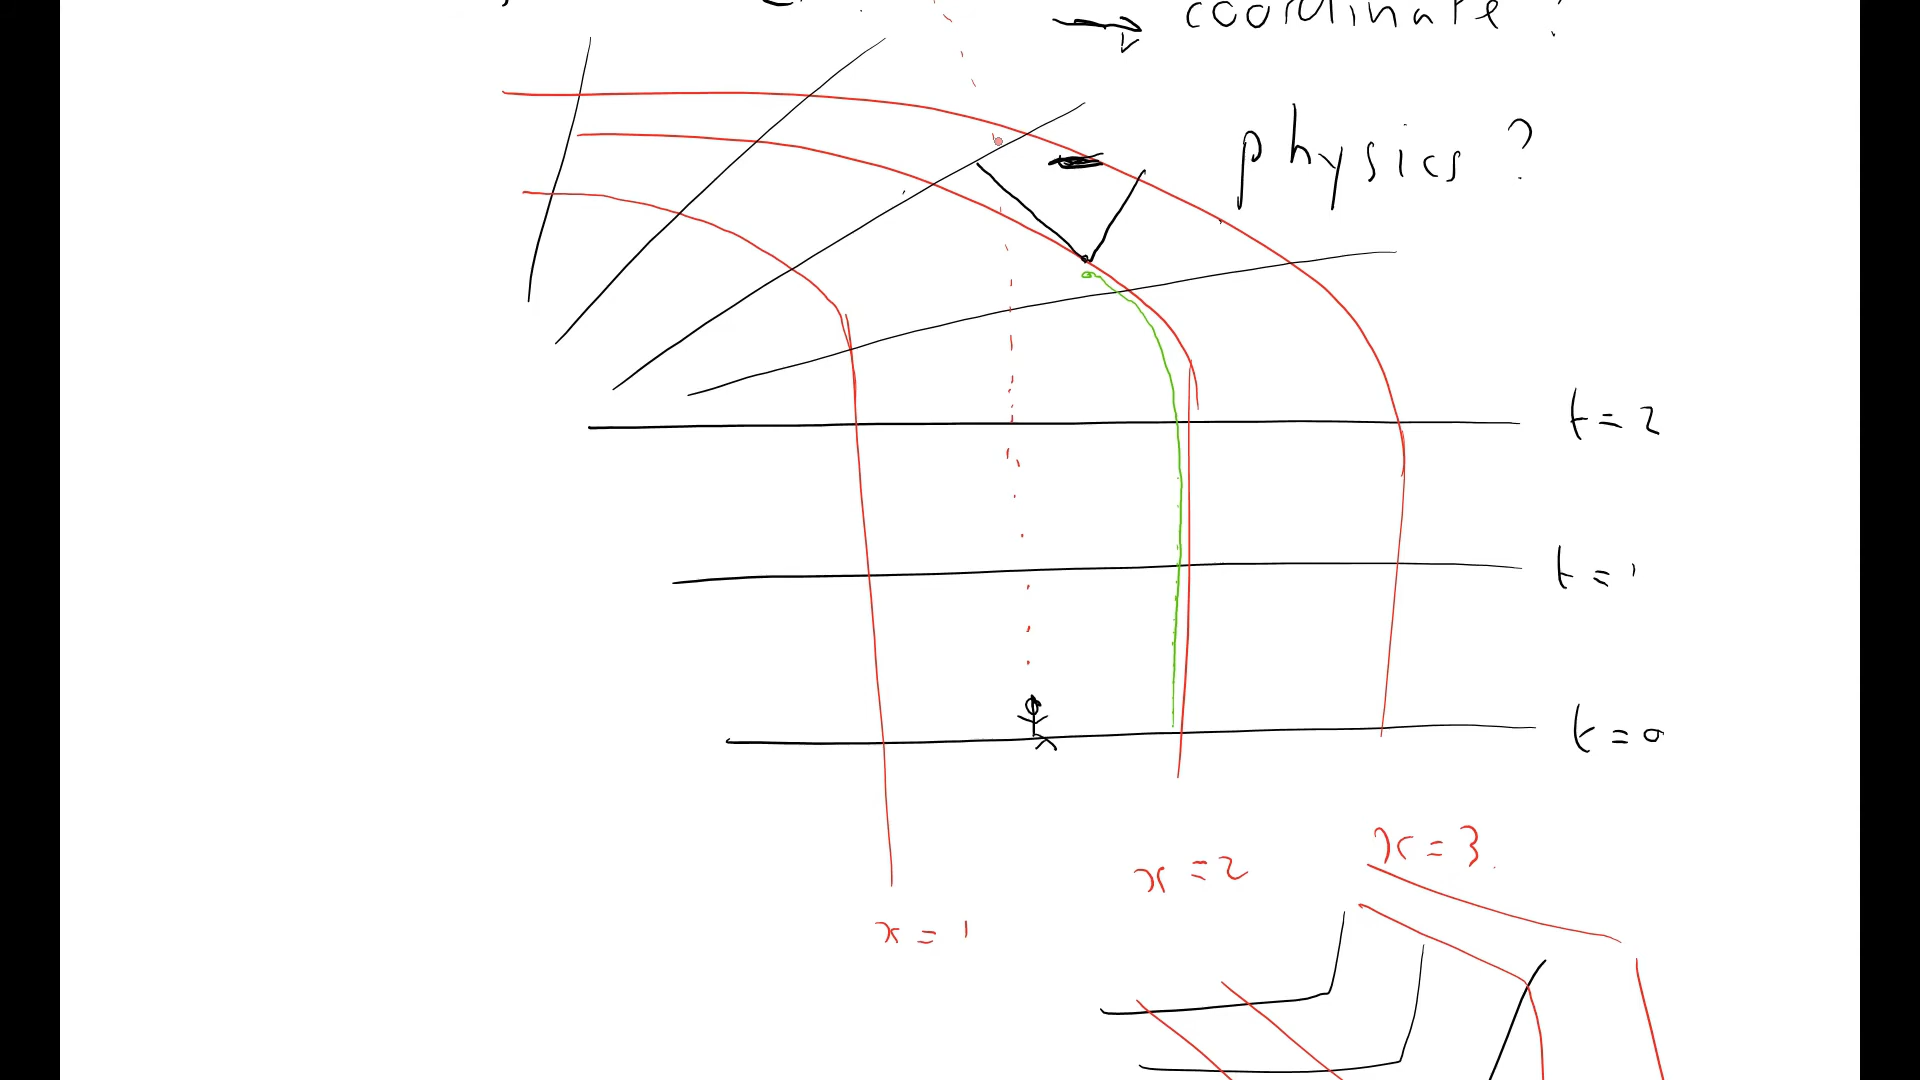 coordinate ?
physics ?
t = 2
t = 1
t = 0
x = 3
x = 2
x = 1